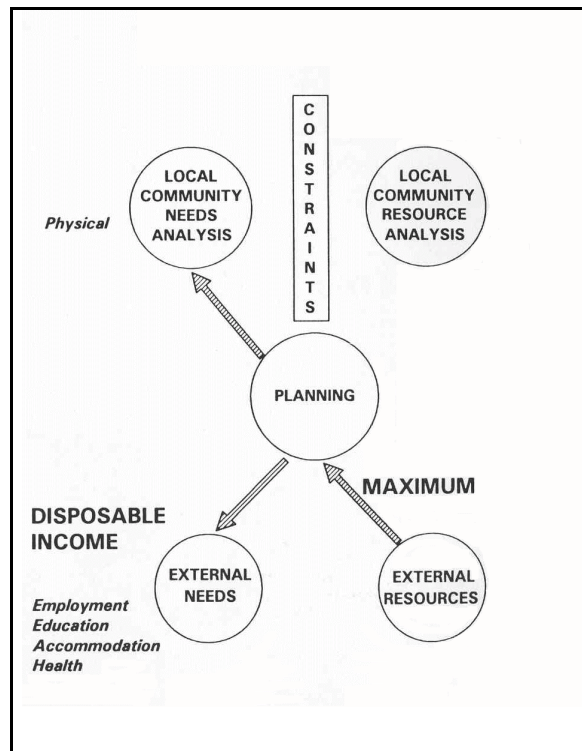 C
O
N
S
T
R
A
I
N
T
S
LOCAL
COMMUNITY
NEEDS
ANALYSIS
LOCAL
COMMUNITY
RESOURCE
ANALYSIS
Physical
PLANNING
MAXIMUM
DISPOSABLE
INCOME
EXTERNAL
NEEDS
EXTERNAL
RESOURCES
Employment
Education
Accommodation
Health